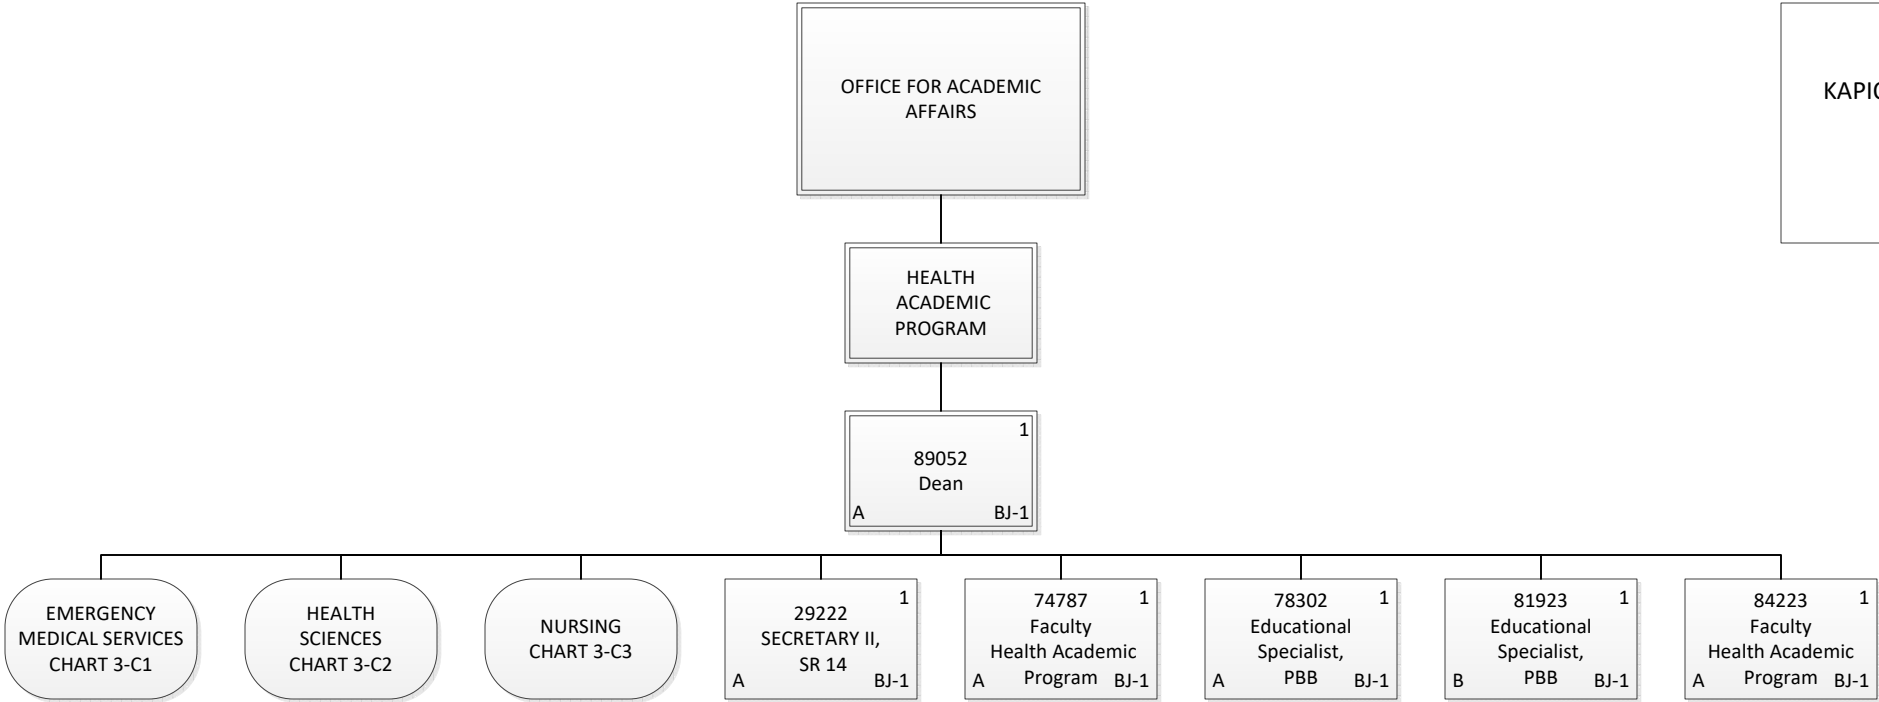 OFFICE FOR ACADEMIC
AFFAIRS
HEALTH
ACADEMIC
PROGRAM
1
89052
Dean
A BJ-1
EMERGENCY
MEDICAL SERVICES
CHART 3-C1
HEALTH
SCIENCES
CHART 3-C2
NURSING
CHART 3-C3
29222 1
SECRETARY II,
SR 14
A BJ-1
74787 1
Faculty
Health Academic
A Program BJ-1
78302 1
Educational
Specialist,
A PBB BJ-1
81923 1
Educational
Specialist,
B PBB BJ-1
84223 1
Faculty
Health Academic
A Program BJ-1